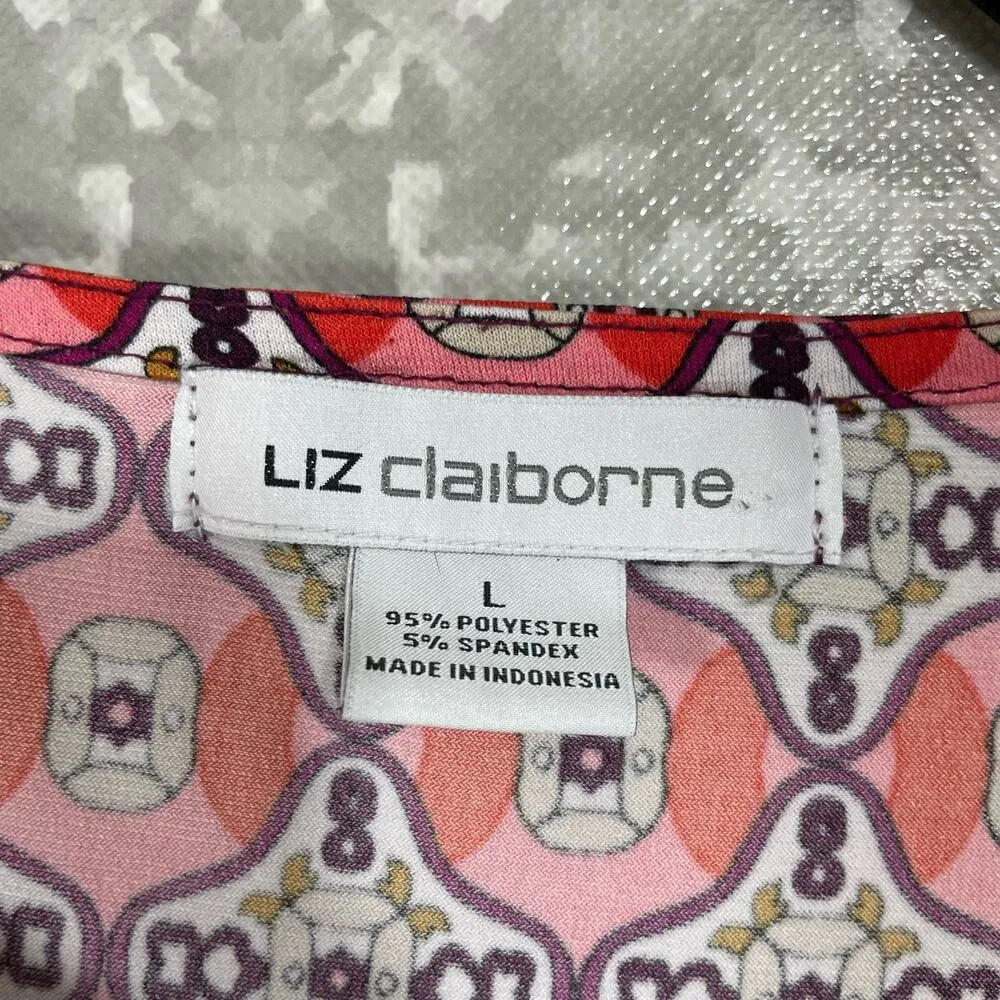 LIZ claiborne
L
95% POLYESTER
5% SPANDEX
MADE IN INDONESIA